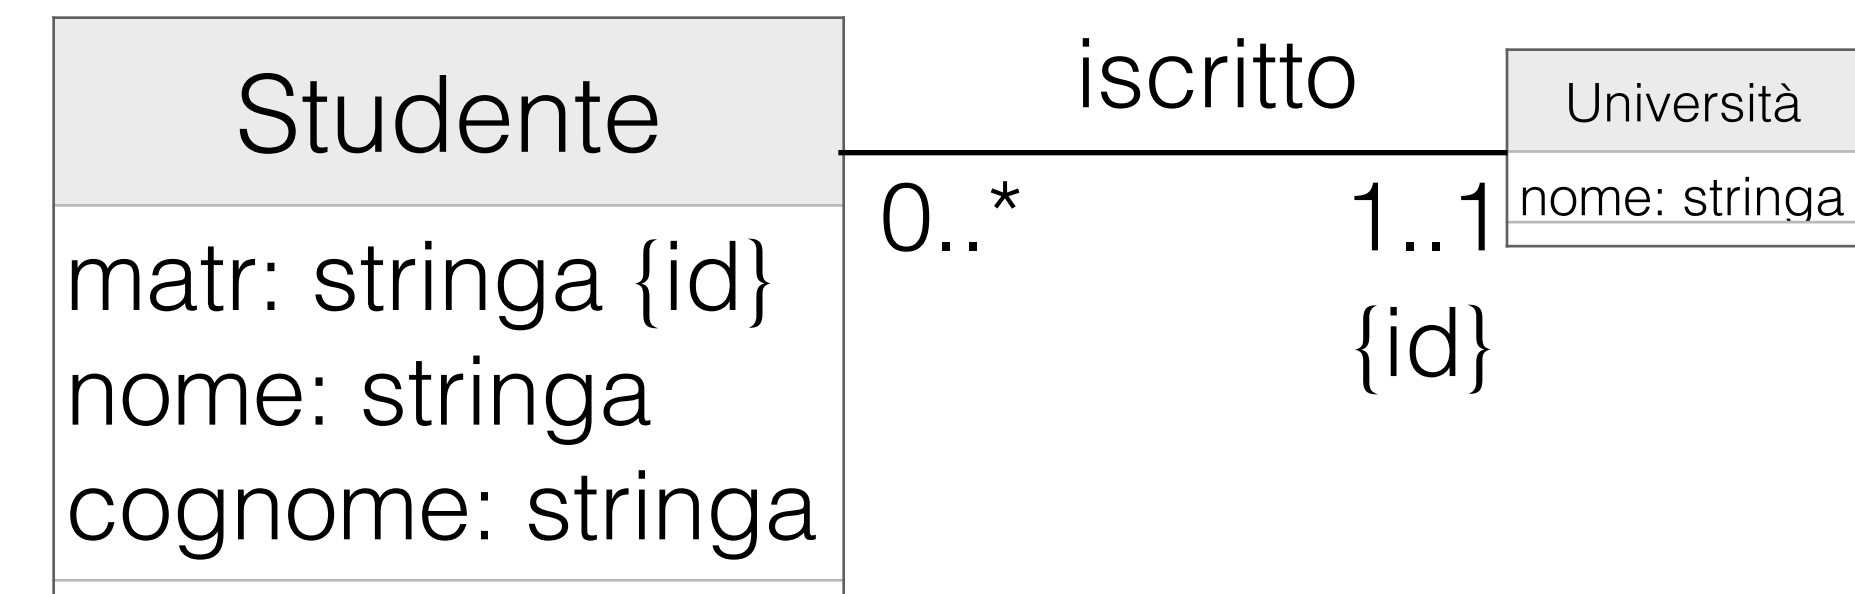 Studente
matr: stringa {id}
nome: stringa
cognome: stringa
iscritto
0..*
1..1
{id}
Università
nome: stringa